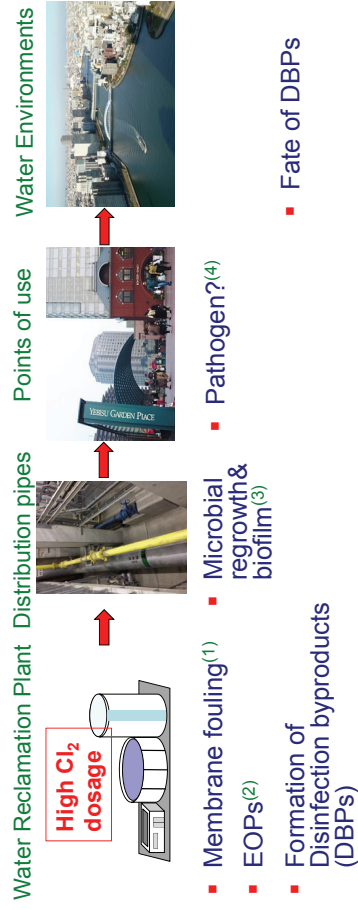 Water Reclamation Plant
High Cl2
dosage
▪ Membrane fouling(1)
▪ EOPs(2)
▪ Formation of
Disinfection byproducts
(DBPs)
Distribution pipes
▪ Microbial
regrowth&
biofilm(3)
Points of use
YEBISU GARDEN PLACE
▪ Pathogen?(4)
Water Environments
▪ Fate of DBPs